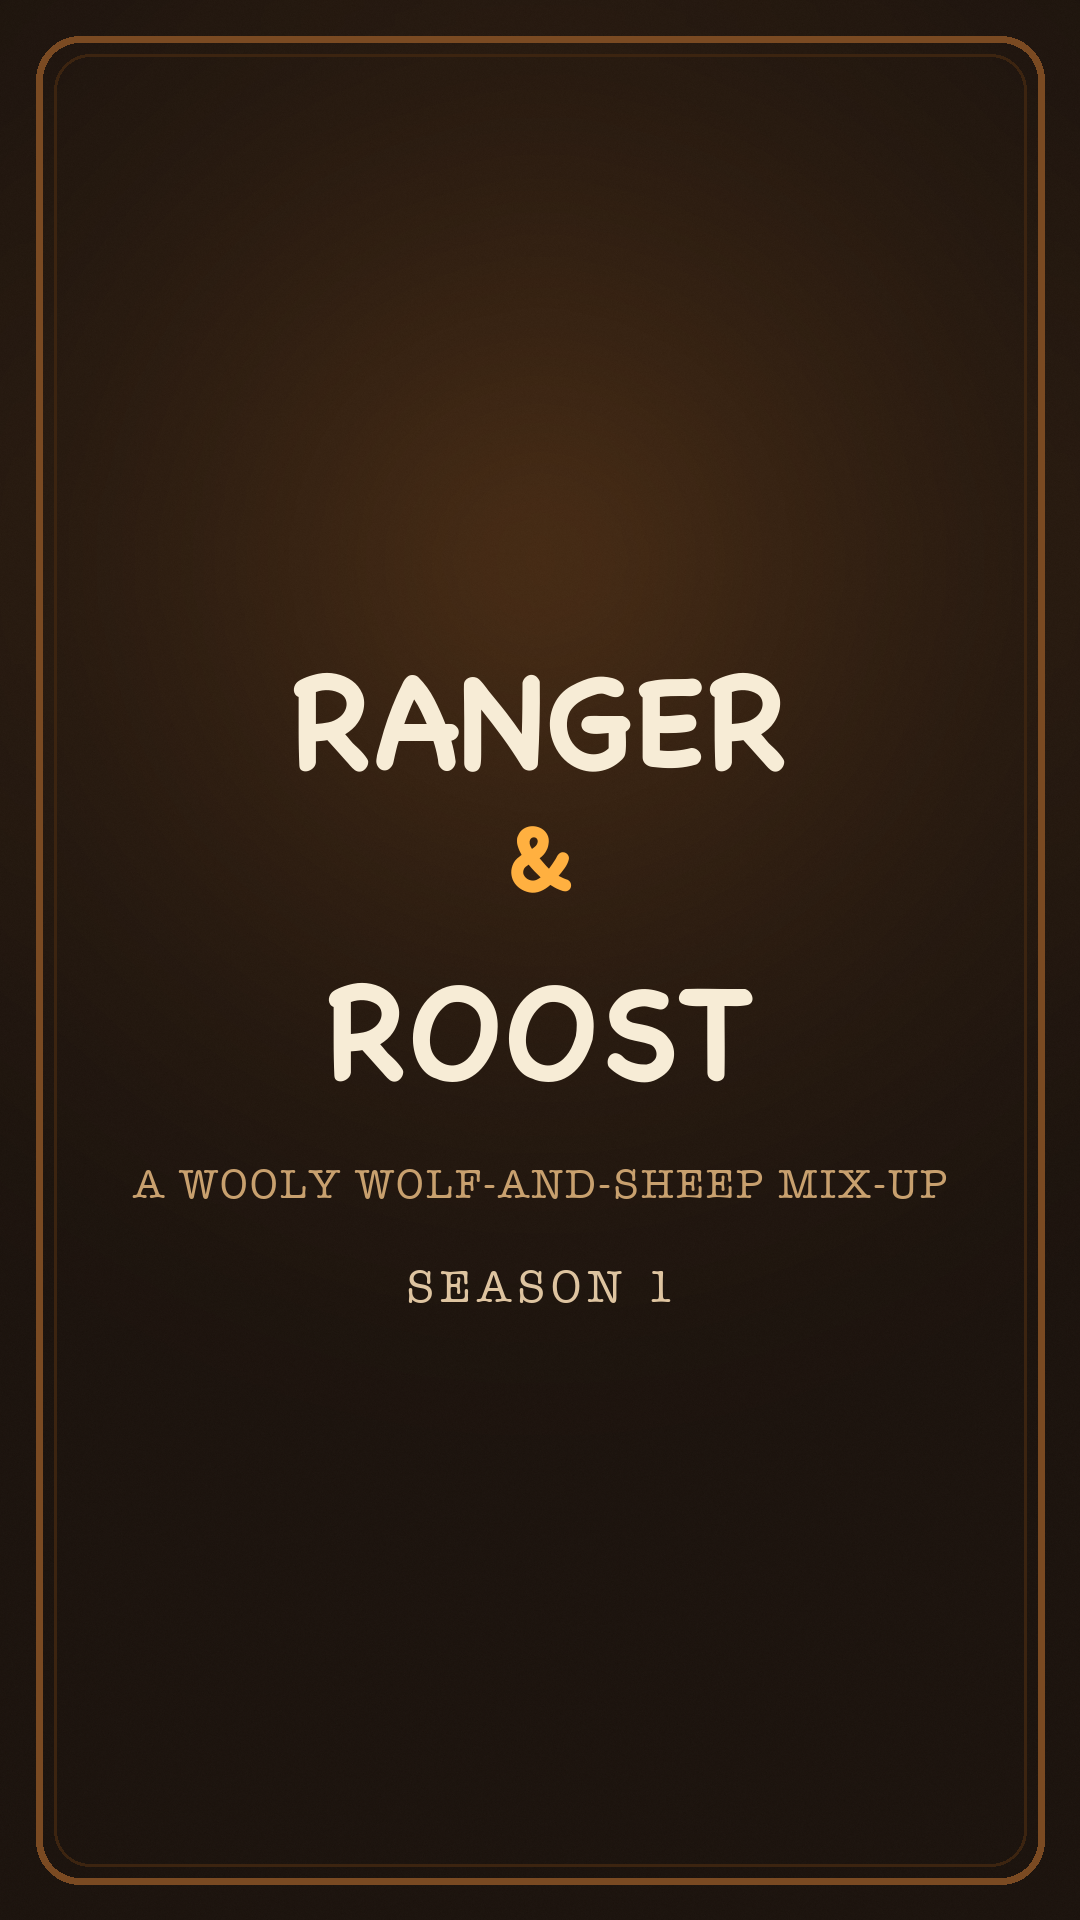 RANGER
&
ROOST
A WOOLY WOLF-AND-SHEEP MIX-UP
SEASON 1